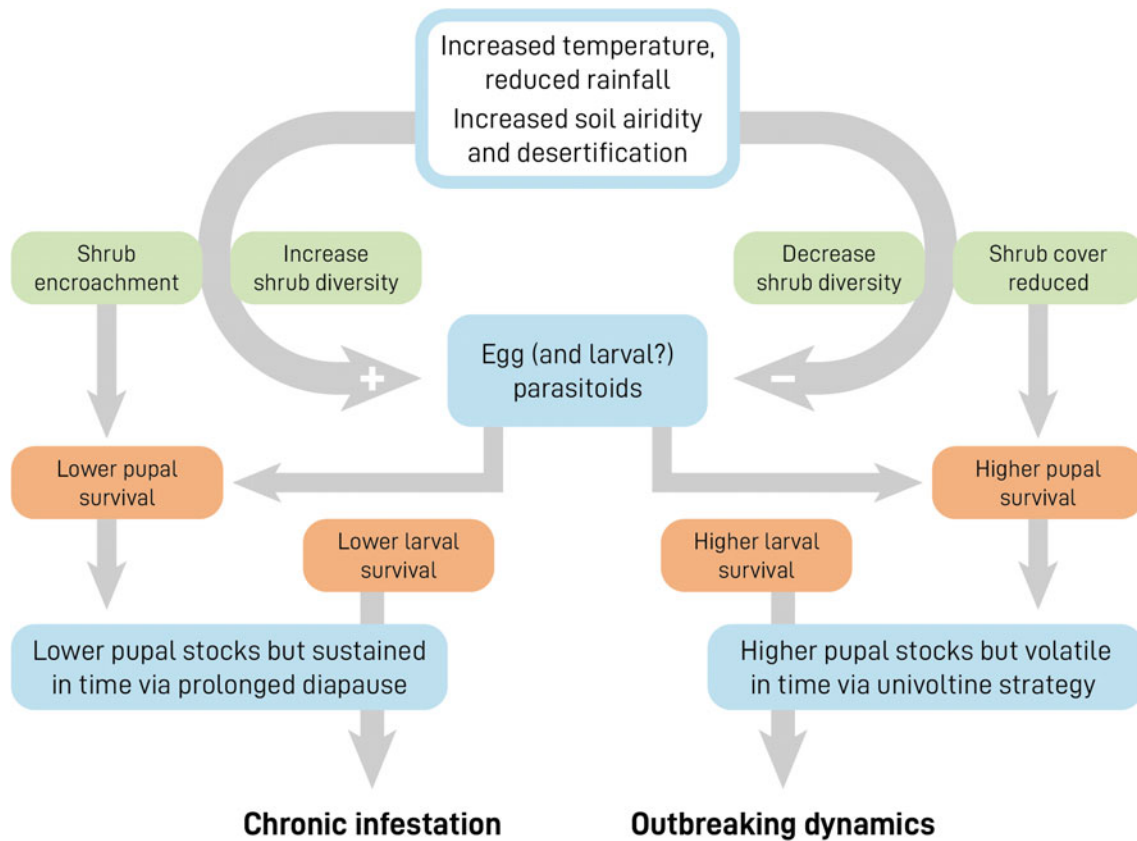 Increased temperature,
reduced rainfall
Increased soil airidity
and desertification
Shrub
encroachment
Increase
shrub diversity
Decrease
shrub diversity
Shrub cover
reduced
Egg (and larval?)
parasitoids
+
−
Lower pupal
survival
Higher pupal
survival
Lower larval
survival
Higher larval
survival
Lower pupal stocks but sustained
in time via prolonged diapause
Higher pupal stocks but volatile
in time via univoltine strategy
Chronic infestation
Outbreaking dynamics